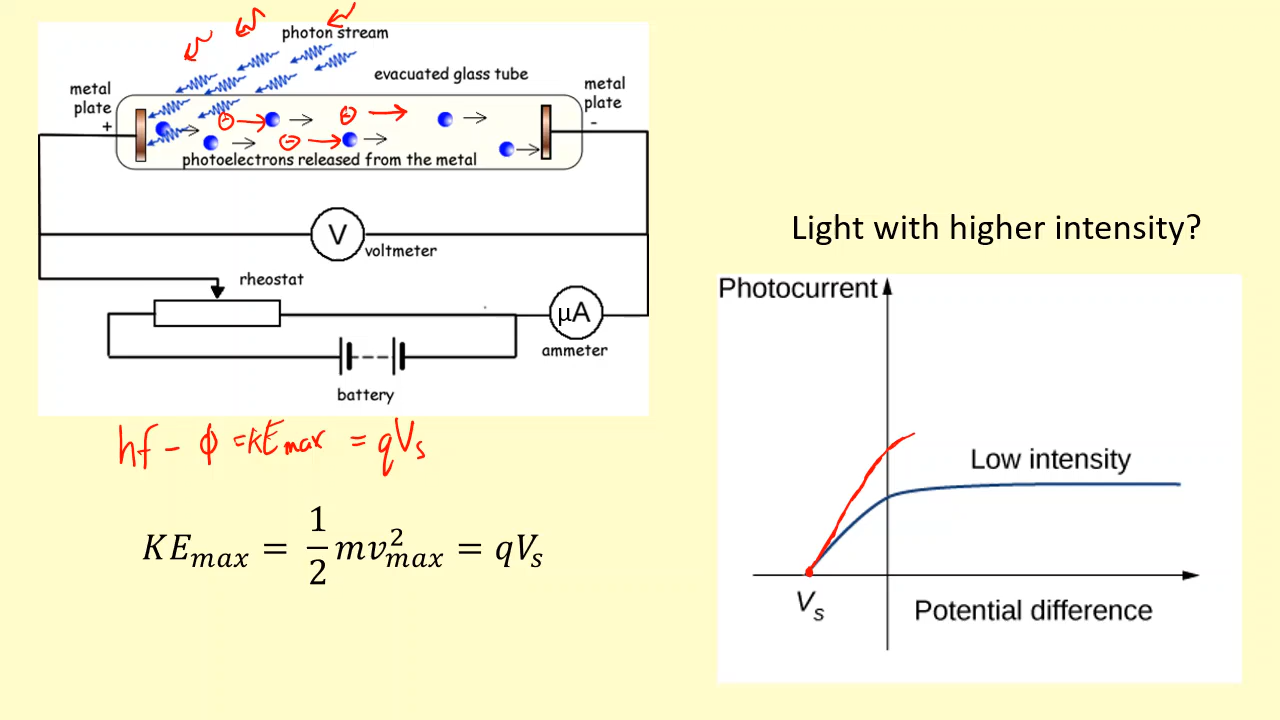 photon stream
evacuated glass tube
metal
plate
+
metal
plate
-
⊖→ ⊖→
⊖→
photoelectrons released from the metal
V
voltmeter
rheostat
μA
ammeter
battery
hf - ϕ = KEmax = qVs
KEmax = 1/2 mv²max = qVs
Light with higher intensity?
Photocurrent
Low intensity
Vs
Potential difference